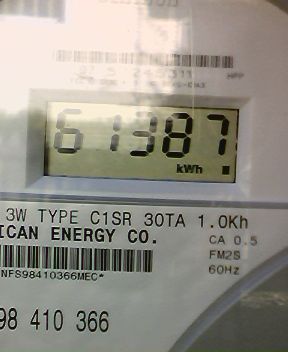 61387
kWh
3W TYPE C1SR 30TA 1.0Kh
ICAN ENERGY CO.
CA 0.5
FM2S
60Hz
NFS98410366MEC*
98 410 366